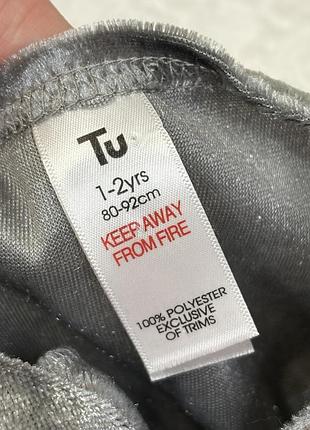 Tu
1-2yrs
80-92cm
KEEP AWAY
FROM FIRE
100% POLYESTER
EXCLUSIVE
OF TRIMS